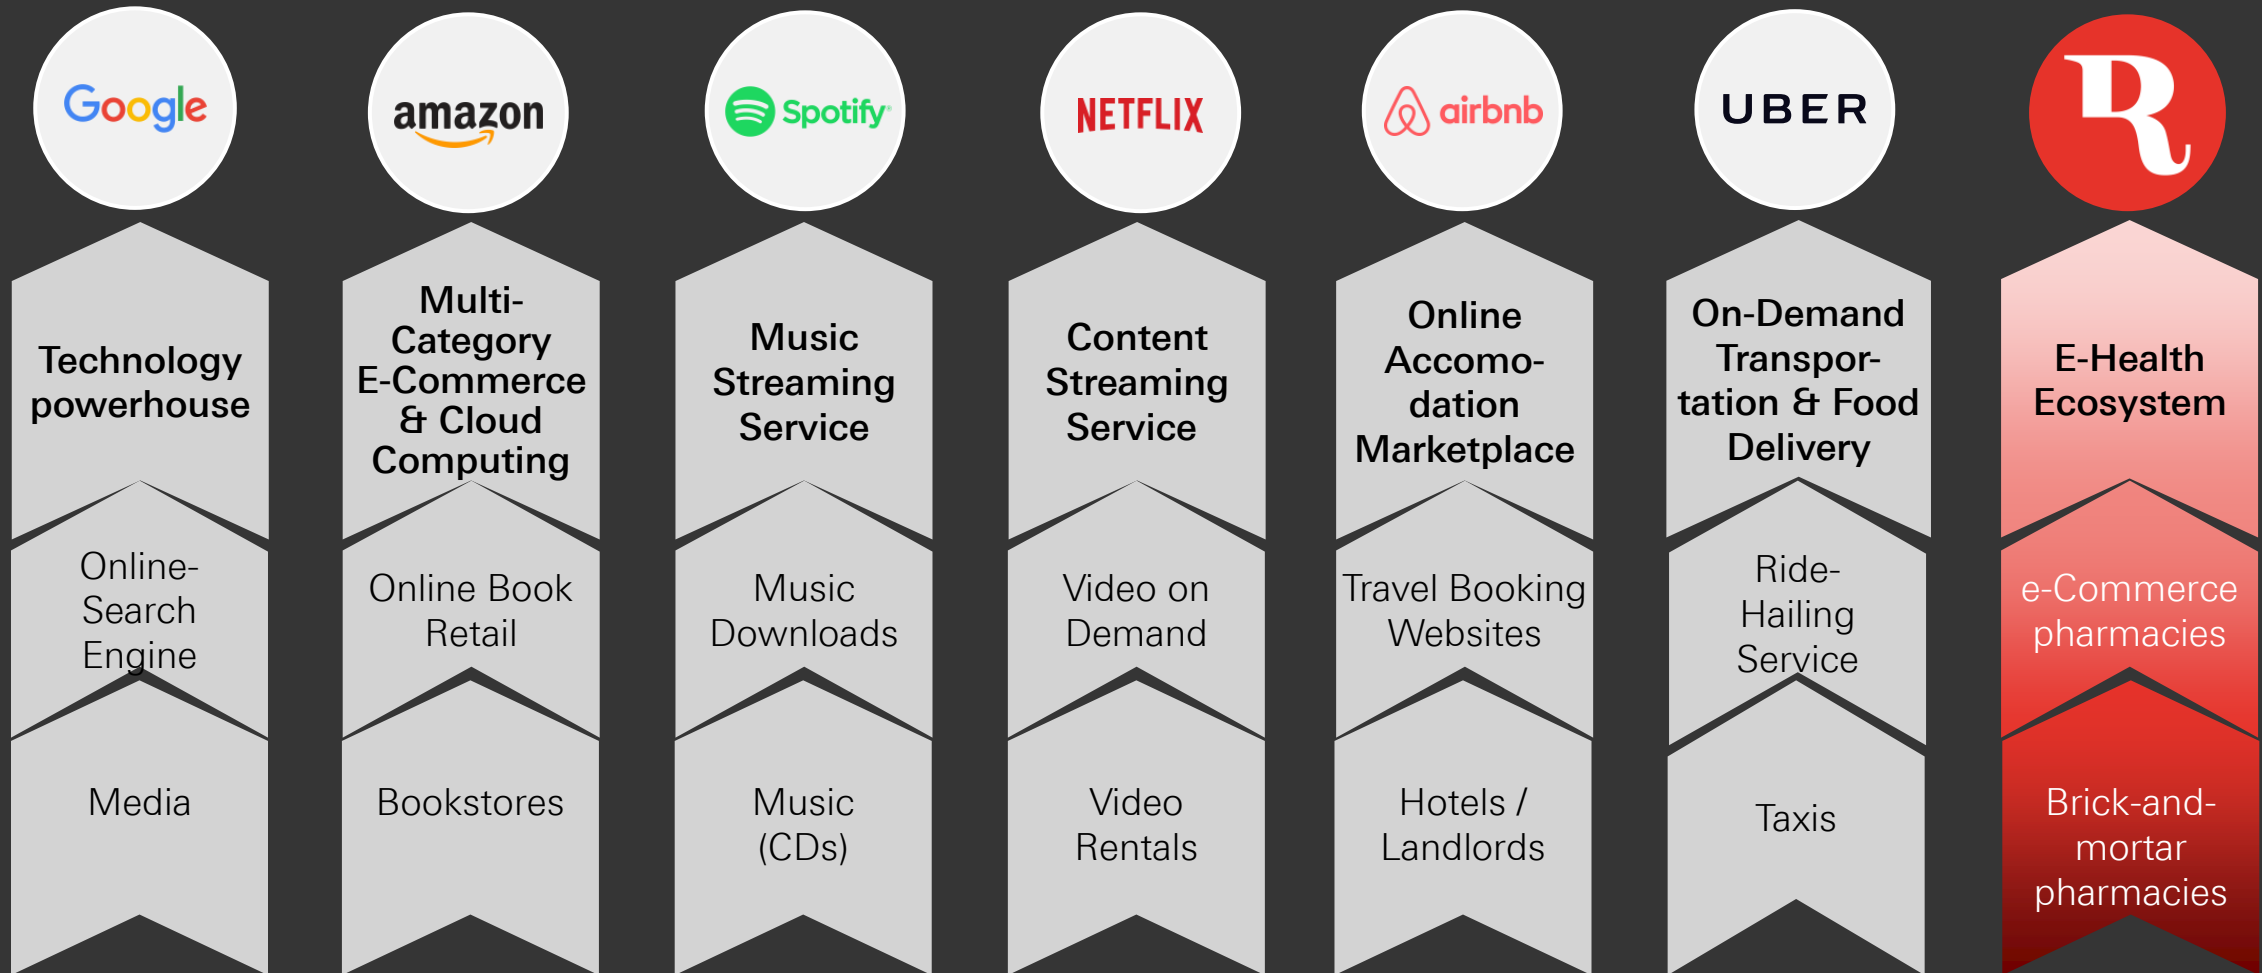 Google
amazon
Spotify
NETFLIX
airbnb
UBER
R
Technology
powerhouse
Multi-
Category
E-Commerce
& Cloud
Computing
Music
Streaming
Service
Content
Streaming
Service
Online
Accomo-
dation
Marketplace
On-Demand
Transpor-
tation & Food
Delivery
E-Health
Ecosystem
Online-
Search
Engine
Online Book
Retail
Music
Downloads
Video on
Demand
Travel Booking
Websites
Ride-
Hailing
Service
e-Commerce
pharmacies
Media
Bookstores
Music
(CDs)
Video
Rentals
Hotels /
Landlords
Taxis
Brick-and-
mortar
pharmacies